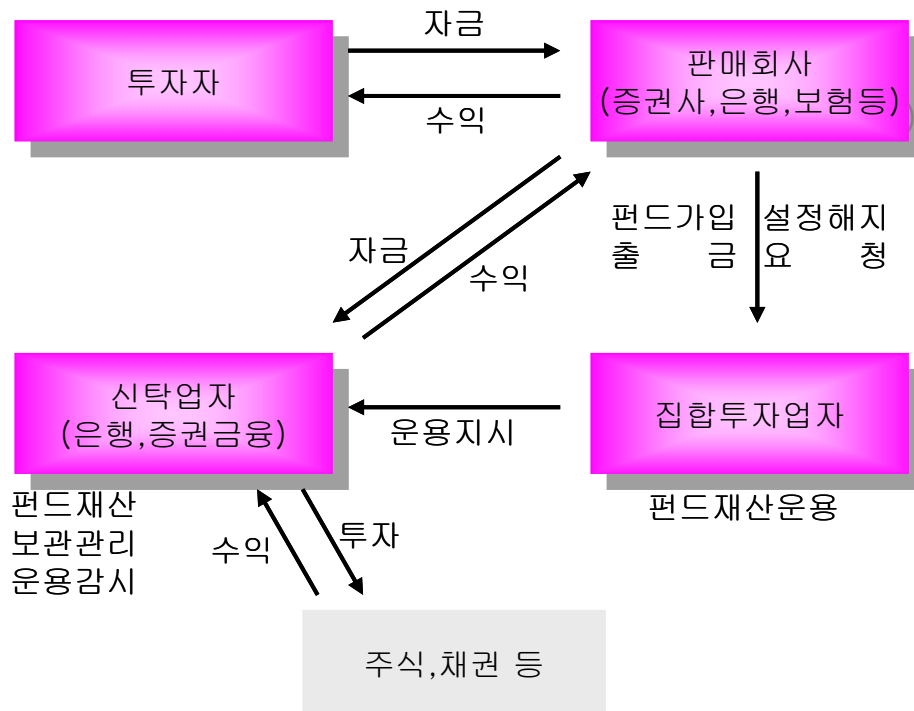 자금
투자자
판매회사
(증권사,은행,보험등)
수익
펀드가입
출 금
설정해지
요 청
자금
수익
신탁업자
(은행,증권금융)
집합투자업자
운용지시
펀드재산
보관관리
운용감시
펀드재산운용
수익
투자
주식,채권 등